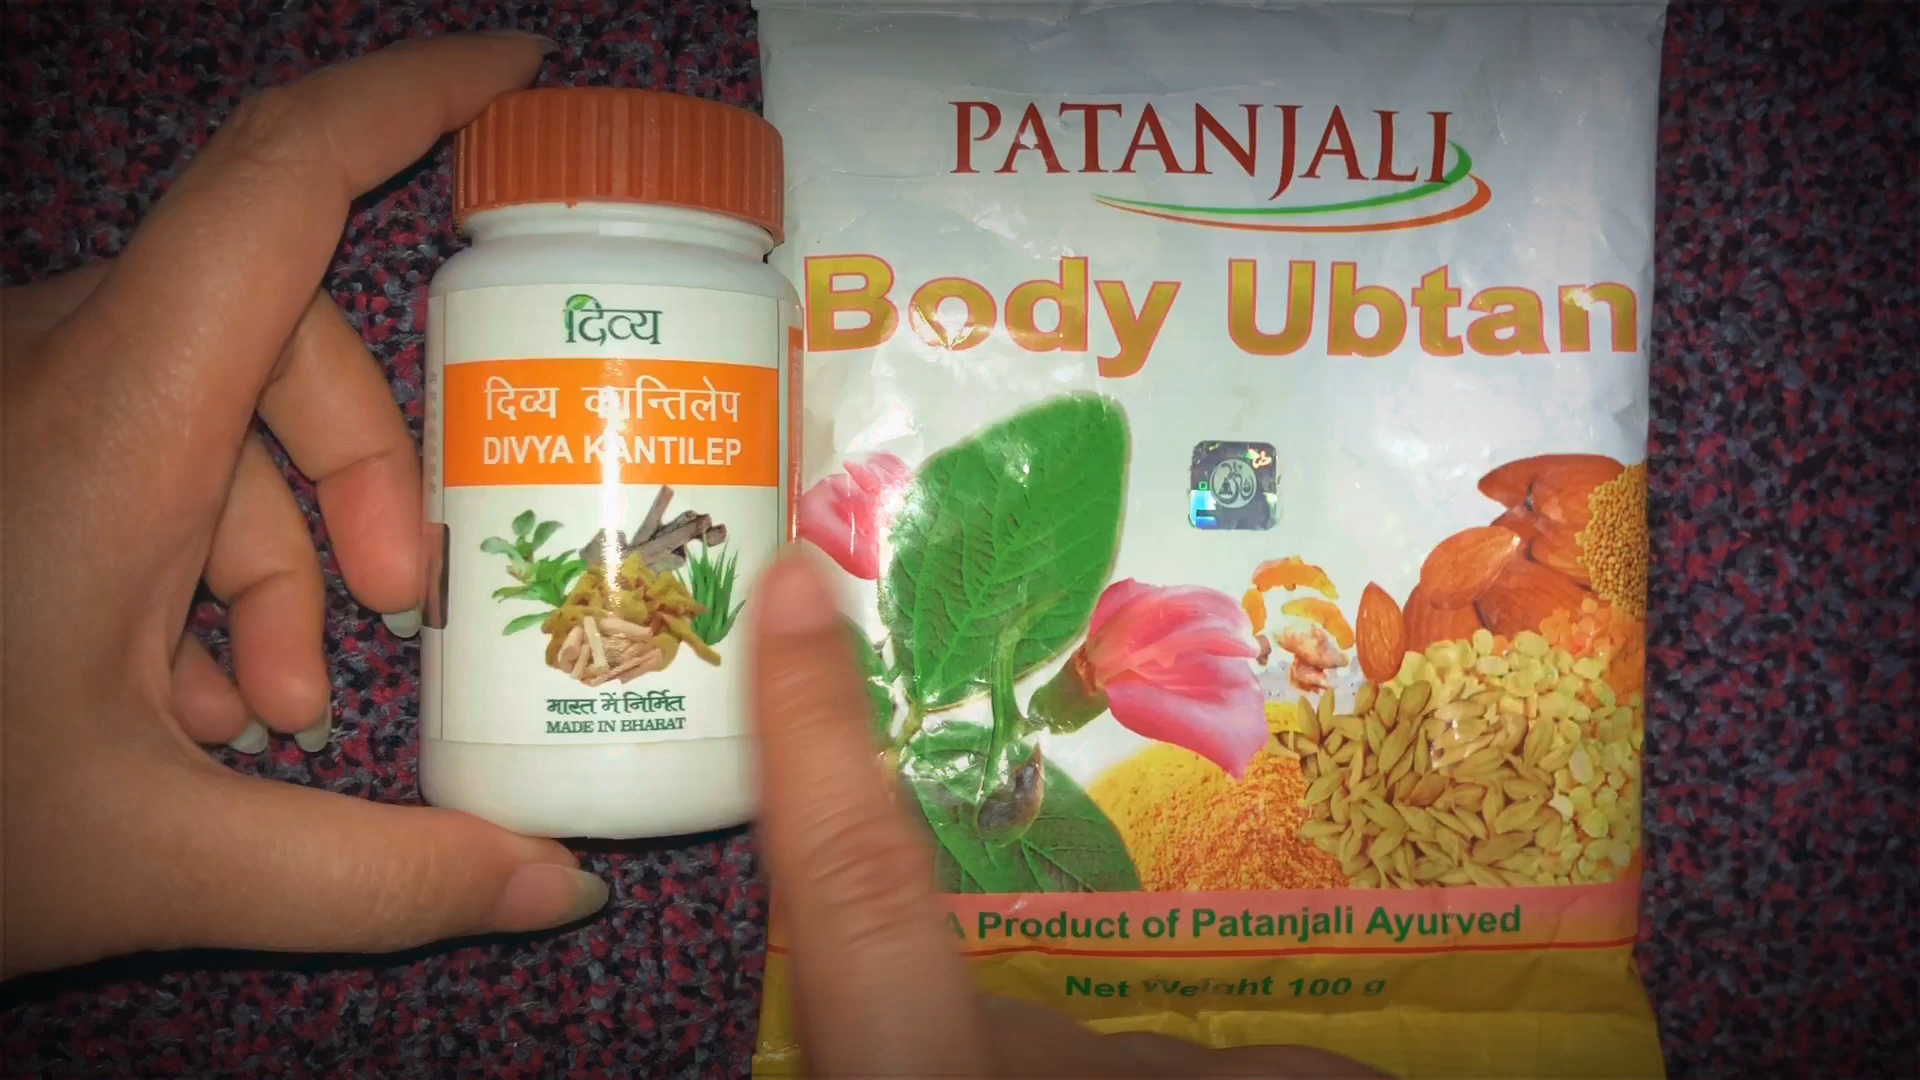 दिव्य
दिव्य कान्तिलेप
DIVYA KANTILEP
भारत में निर्मित
MADE IN BHARAT
PATANJALI
Body Ubtan
A Product of Patanjali Ayurved
Net Weight 100 g